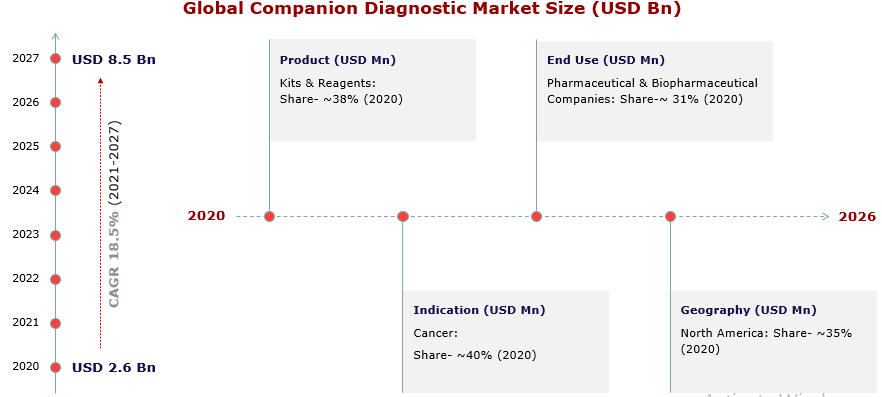 Global Companion Diagnostic Market Size (USD Bn)
2027
USD 8.5 Bn
2026
2025
2024
2023
2022
2021
2020
USD 2.6 Bn
CAGR 18.5% (2021-2027)
Product (USD Mn)
Kits & Reagents:
Share- ~38% (2020)
End Use (USD Mn)
Pharmaceutical & Biopharmaceutical
Companies: Share-~ 31% (2020)
2020
2026
Indication (USD Mn)
Cancer:
Share- ~40% (2020)
Geography (USD Mn)
North America: Share- ~35%
(2020)